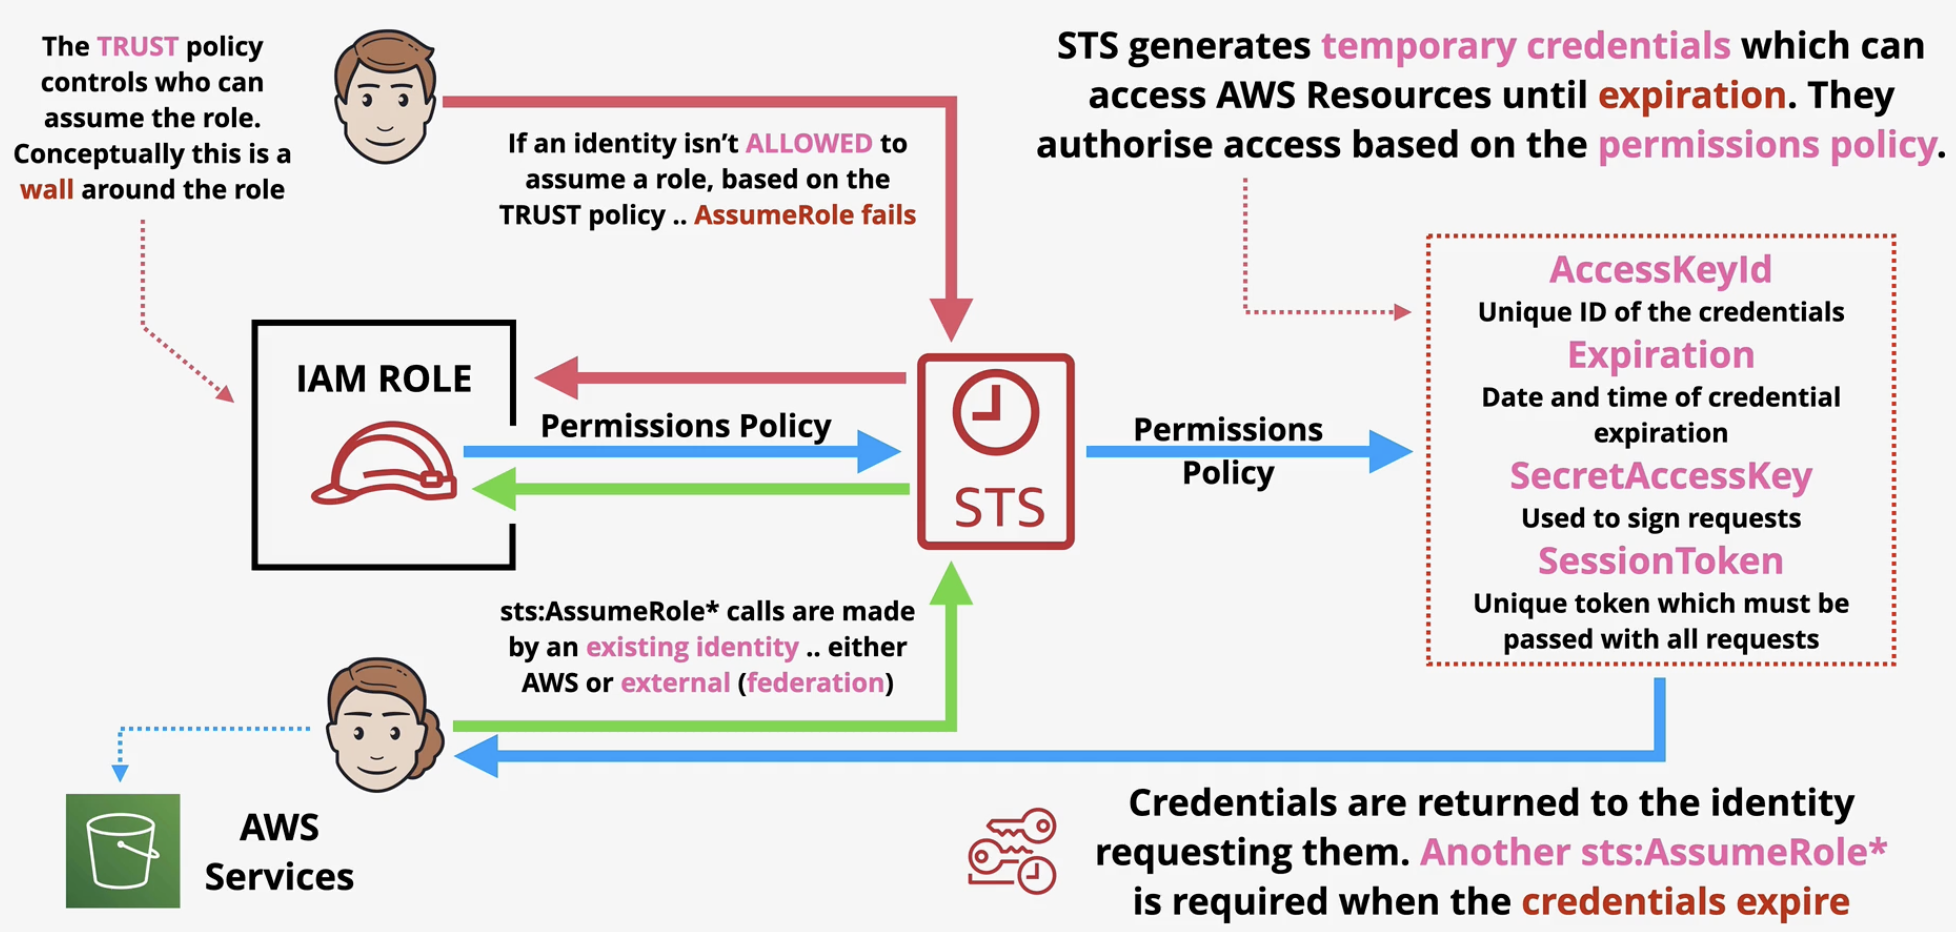 The TRUST policy
controls who can
assume the role.
Conceptually this is a
wall around the role
If an identity isn’t ALLOWED to
assume a role, based on the
TRUST policy .. AssumeRole fails
STS generates temporary credentials which can
access AWS Resources until expiration. They
authorise access based on the permissions policy.
IAM ROLE
Permissions Policy
STS
Permissions
Policy
AccessKeyId
Unique ID of the credentials
Expiration
Date and time of credential
expiration
SecretAccessKey
Used to sign requests
SessionToken
Unique token which must be
passed with all requests
sts:AssumeRole* calls are made
by an existing identity .. either
AWS or external (federation)
AWS
Services
Credentials are returned to the identity
requesting them. Another sts:AssumeRole*
is required when the credentials expire